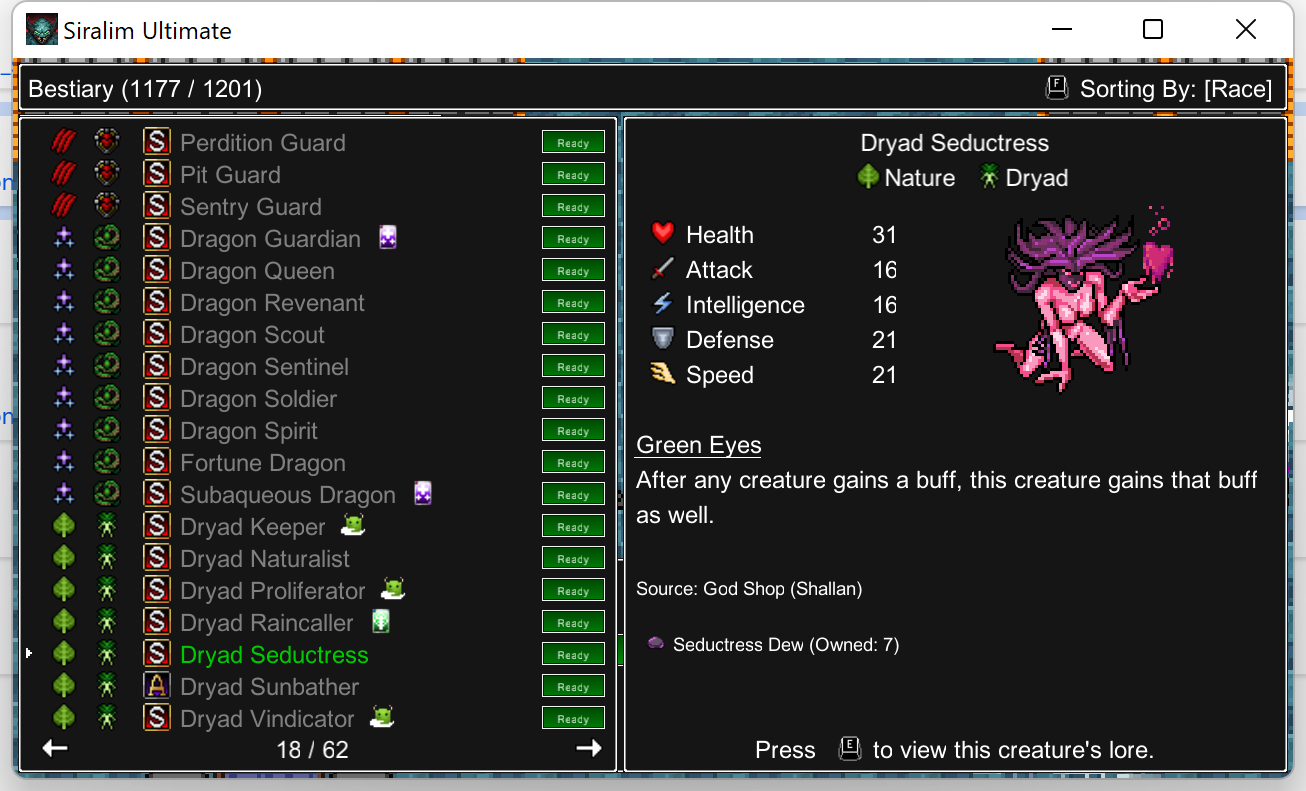 Siralim Ultimate
Bestiary (1177 / 1201)
F Sorting By: [Race]
S Perdition Guard Ready
S Pit Guard Ready
S Sentry Guard Ready
S Dragon Guardian Ready
S Dragon Queen Ready
S Dragon Revenant Ready
S Dragon Scout Ready
S Dragon Sentinel Ready
S Dragon Soldier Ready
S Dragon Spirit Ready
S Fortune Dragon Ready
S Subaqueous Dragon Ready
S Dryad Keeper Ready
S Dryad Naturalist Ready
S Dryad Proliferator Ready
S Dryad Raincaller Ready
S Dryad Seductress Ready
A Dryad Sunbather Ready
S Dryad Vindicator Ready
18 / 62
Dryad Seductress
Nature Dryad
Health 31
Attack 16
Intelligence 16
Defense 21
Speed 21
Green Eyes
After any creature gains a buff, this creature gains that buff
as well.
Source: God Shop (Shallan)
Seductress Dew (Owned: 7)
Press E to view this creature's lore.